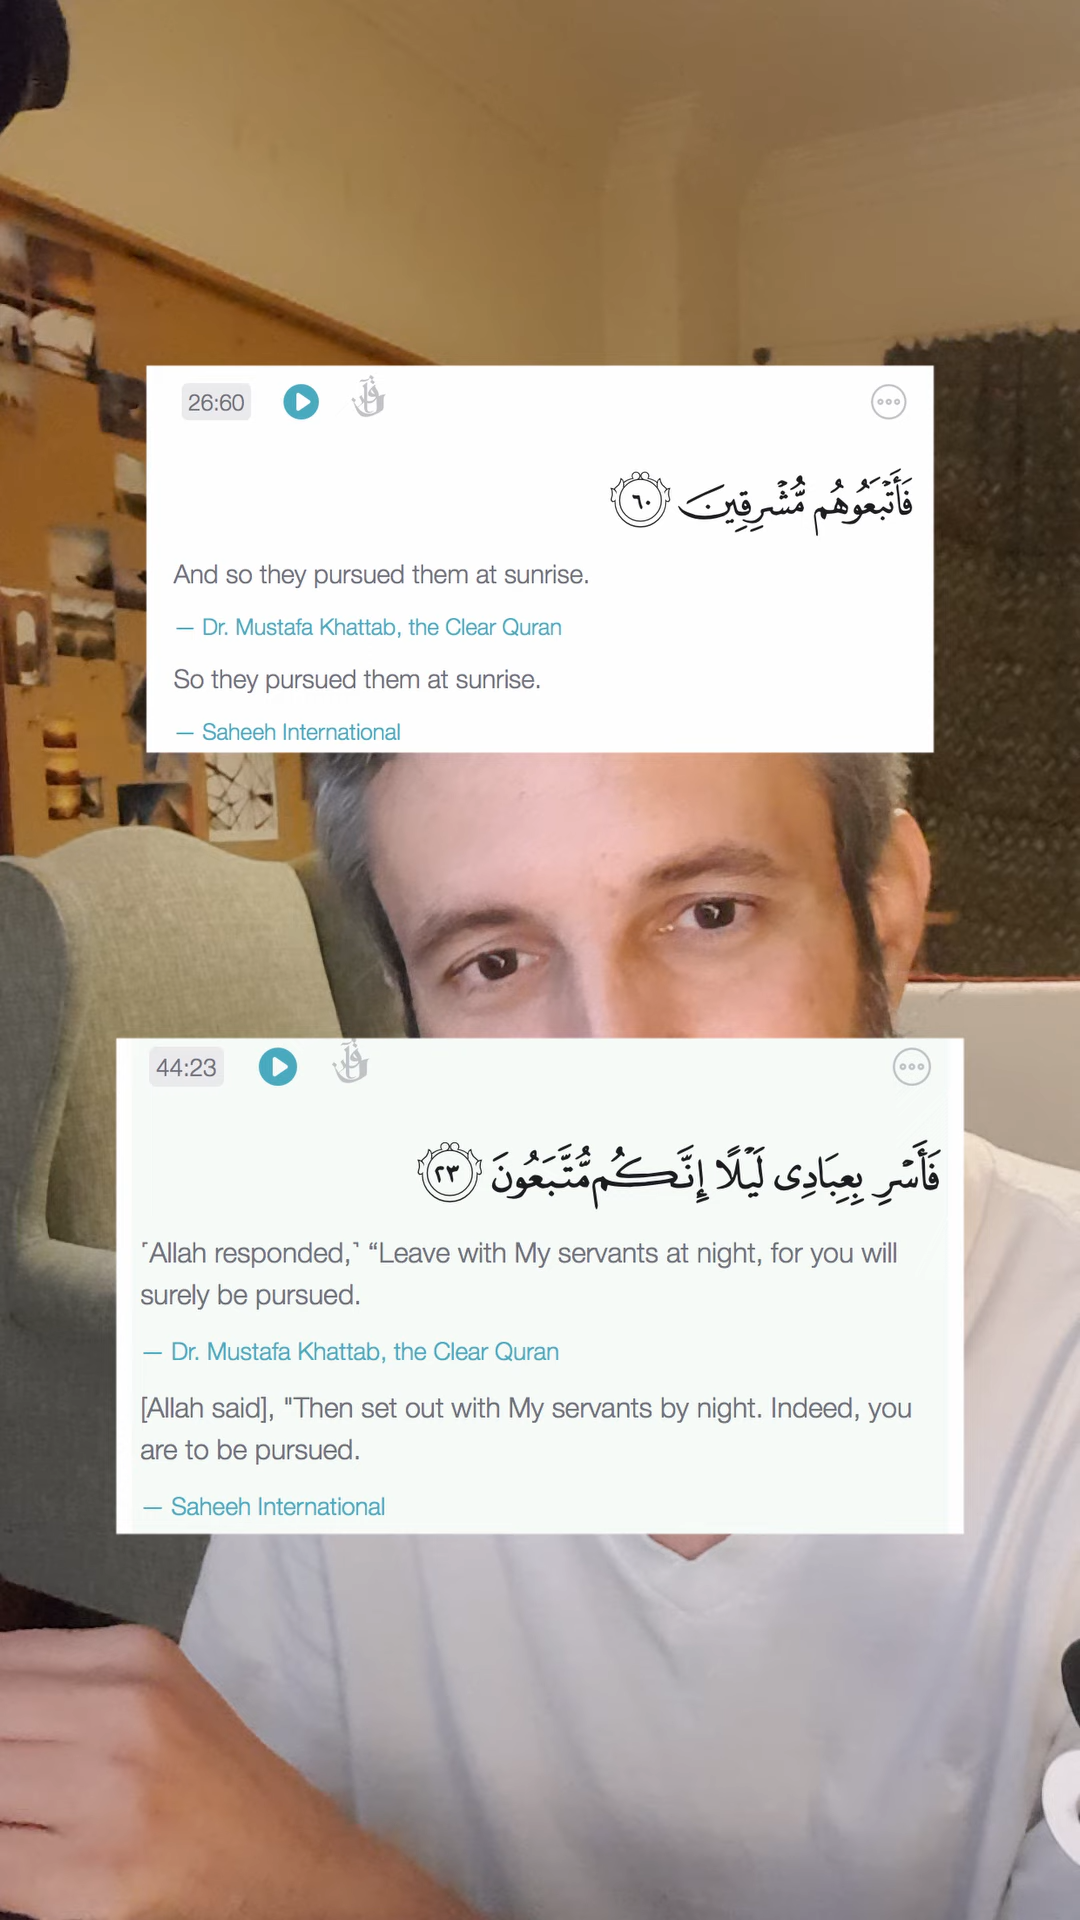 26:60
فَأَتْبَعُوهُم مُّشْرِقِينَ ٦٠
And so they pursued them at sunrise.
— Dr. Mustafa Khattab, the Clear Quran
So they pursued them at sunrise.
— Saheeh International
44:23
فَأَسْرِ بِعِبَادِى لَيْلًا إِنَّكُم مُّتَّبَعُونَ ٢٣
⸢Allah responded,⸣ “Leave with My servants at night, for you will
surely be pursued.
— Dr. Mustafa Khattab, the Clear Quran
[Allah said], "Then set out with My servants by night. Indeed, you
are to be pursued.
— Saheeh International